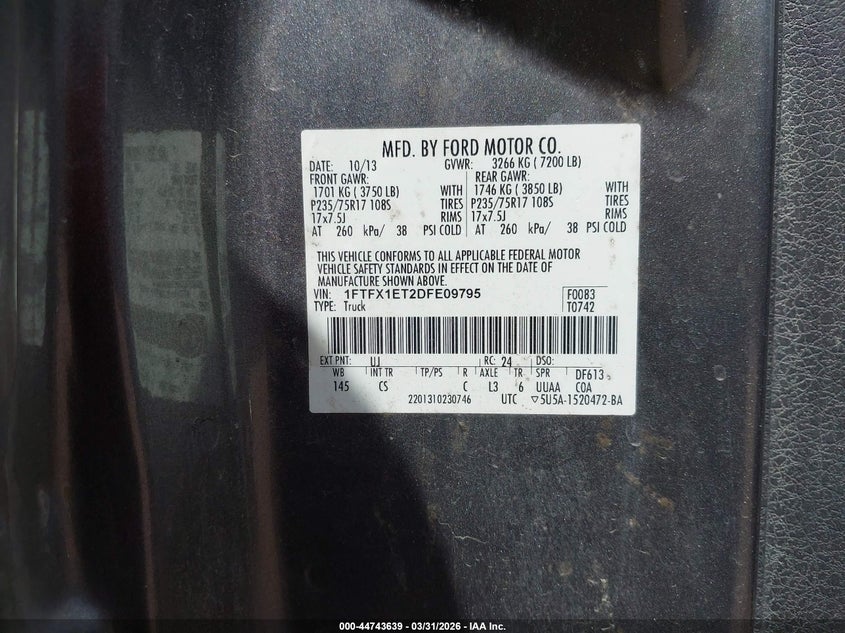 MFD. BY FORD MOTOR CO.
DATE: 10/13 GVWR: 3266 KG ( 7200 LB)
FRONT GAWR: REAR GAWR:
1701 KG ( 3750 LB) WITH 1746 KG ( 3850 LB) WITH
P235/75R17 108S TIRES P235/75R17 108S TIRES
17x7.5J RIMS 17x7.5J RIMS
AT 260 kPa/ 38 PSI COLD AT 260 kPa/ 38 PSI COLD
THIS VEHICLE CONFORMS TO ALL APPLICABLE FEDERAL MOTOR
VEHICLE SAFETY STANDARDS IN EFFECT ON THE DATE OF
MANUFACTURE SHOWN ABOVE.
VIN: 1FTFX1ET2DFE09795 F0083
TYPE: Truck T0742
EXT PNT: UJ RC: 24 DSO:
WB INT TR TP/PS R AXLE TR SPR DF613
145 CS C L3 6 UUAA COA
2201310230746 UTC ▽5U5A-1520472-BA
000-44743639 - 03/31/2026 - IAA Inc.